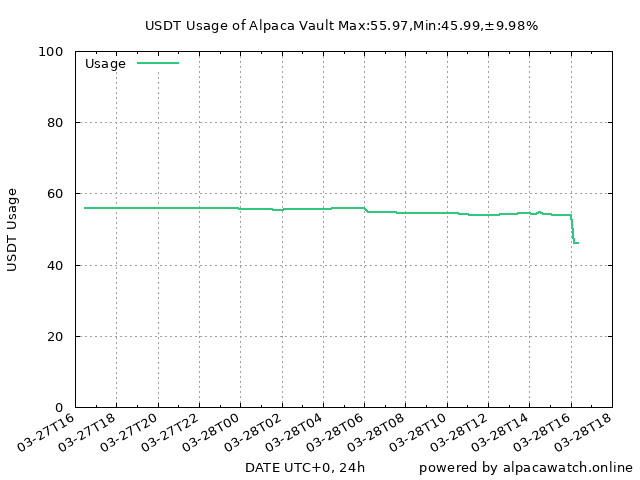 USDT Usage of Alpaca Vault Max:55.97,Min:45.99,±9.98%
100
Usage
80
60
USDT Usage
40
20
0
03-27T16
03-27T18
03-27T20
03-27T22
03-28T00
03-28T02
03-28T04
03-28T06
03-28T08
03-28T10
03-28T12
03-28T14
03-28T16
03-28T18
DATE UTC+0, 24h
powered by alpacawatch.online